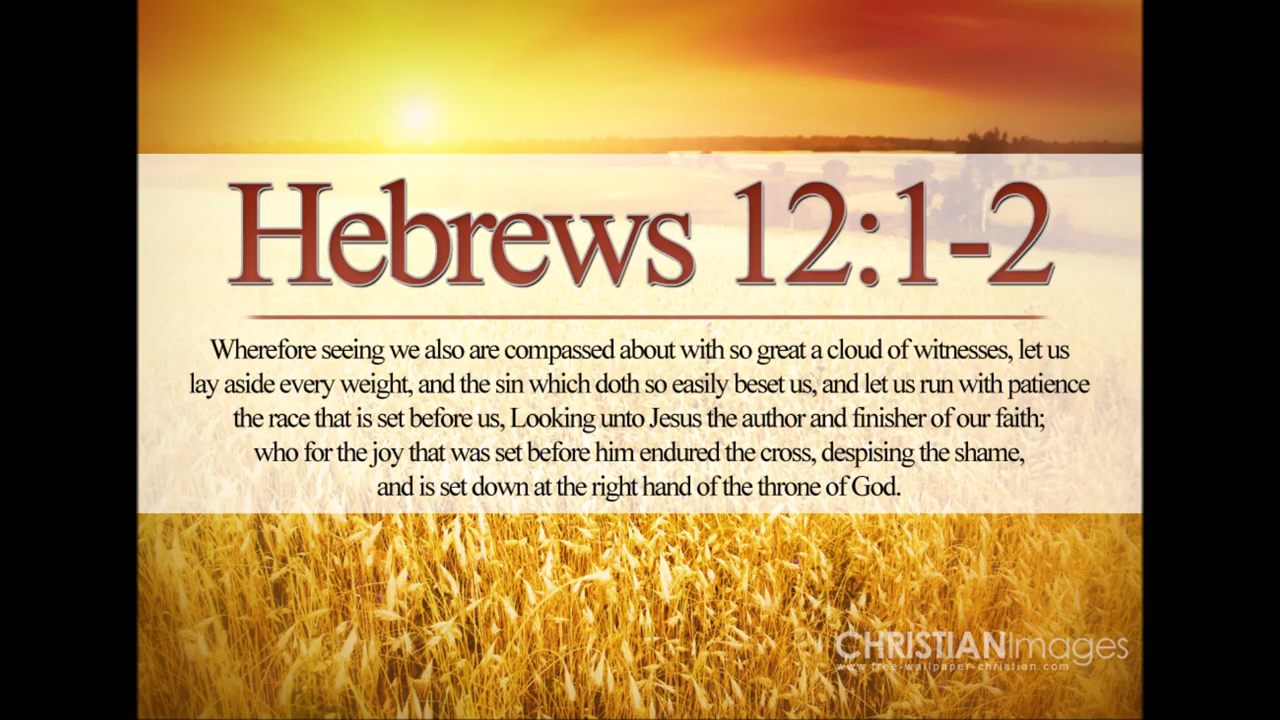 Hebrews 12:1-2
Wherefore seeing we also are compassed about with so great a cloud of witnesses, let us
lay aside every weight, and the sin which doth so easily beset us, and let us run with patience
the race that is set before us, Looking unto Jesus the author and finisher of our faith;
who for the joy that was set before him endured the cross, despising the shame,
and is set down at the right hand of the throne of God.
CHRISTIANImages
www.free-wallpaper-christian.com